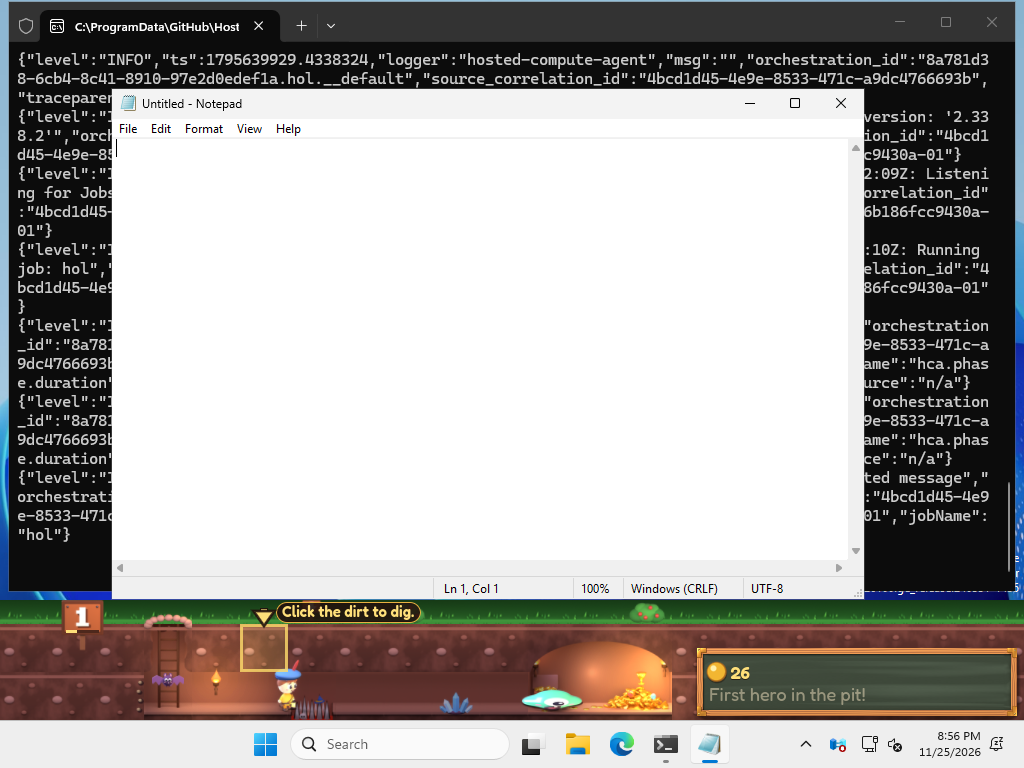 C:\ProgramData\GitHub\Host
{"level":"INFO","ts":1795639929.4338324,"logger":"hosted-compute-agent","msg":"","orchestration_id":"8a781d3
8-6cb4-8c41-8910-97e2d0edef1a.hol.__default","source_correlation_id":"4bcd1d45-4e9e-8533-471c-a9dc4766693b",
"traceparen
{"level":"I version: '2.33
8.2'","orch ion_id":"4bcd1
d45-4e9e-85 c9430a-01"}
{"level":"I 2:09Z: Listeni
ng for Jobs orrelation_id"
:"4bcd1d45- 6b186fcc9430a-
01"}
{"level":"I :10Z: Running
job: hol"," elation_id":"4
bcd1d45-4e9 86fcc9430a-01"
}
{"level":"I "orchestration
_id":"8a781 9e-8533-471c-a
9dc4766693b ame":"hca.phas
e.duration" urce":"n/a"}
{"level":"I "orchestration
_id":"8a781 9e-8533-471c-a
9dc4766693b ame":"hca.phas
e.duration" ce":"n/a"}
{"level":"I ted message","
orchestrati :"4bcd1d45-4e9
e-8533-471c 01","jobName":
"hol"}
Untitled - Notepad
File Edit Format View Help
Ln 1, Col 1 100% Windows (CRLF) UTF-8
1
Click the dirt to dig.
26
First hero in the pit!
Search
8:56 PM
11/25/2026